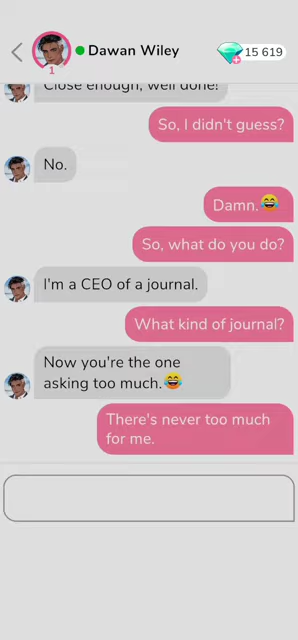 Dawan Wiley
15 619
1
Close enough, well done!
So, I didn't guess?
No.
Damn.😂
So, what do you do?
I'm a CEO of a journal.
What kind of journal?
Now you're the one
asking too much.😂
There's never too much
for me.